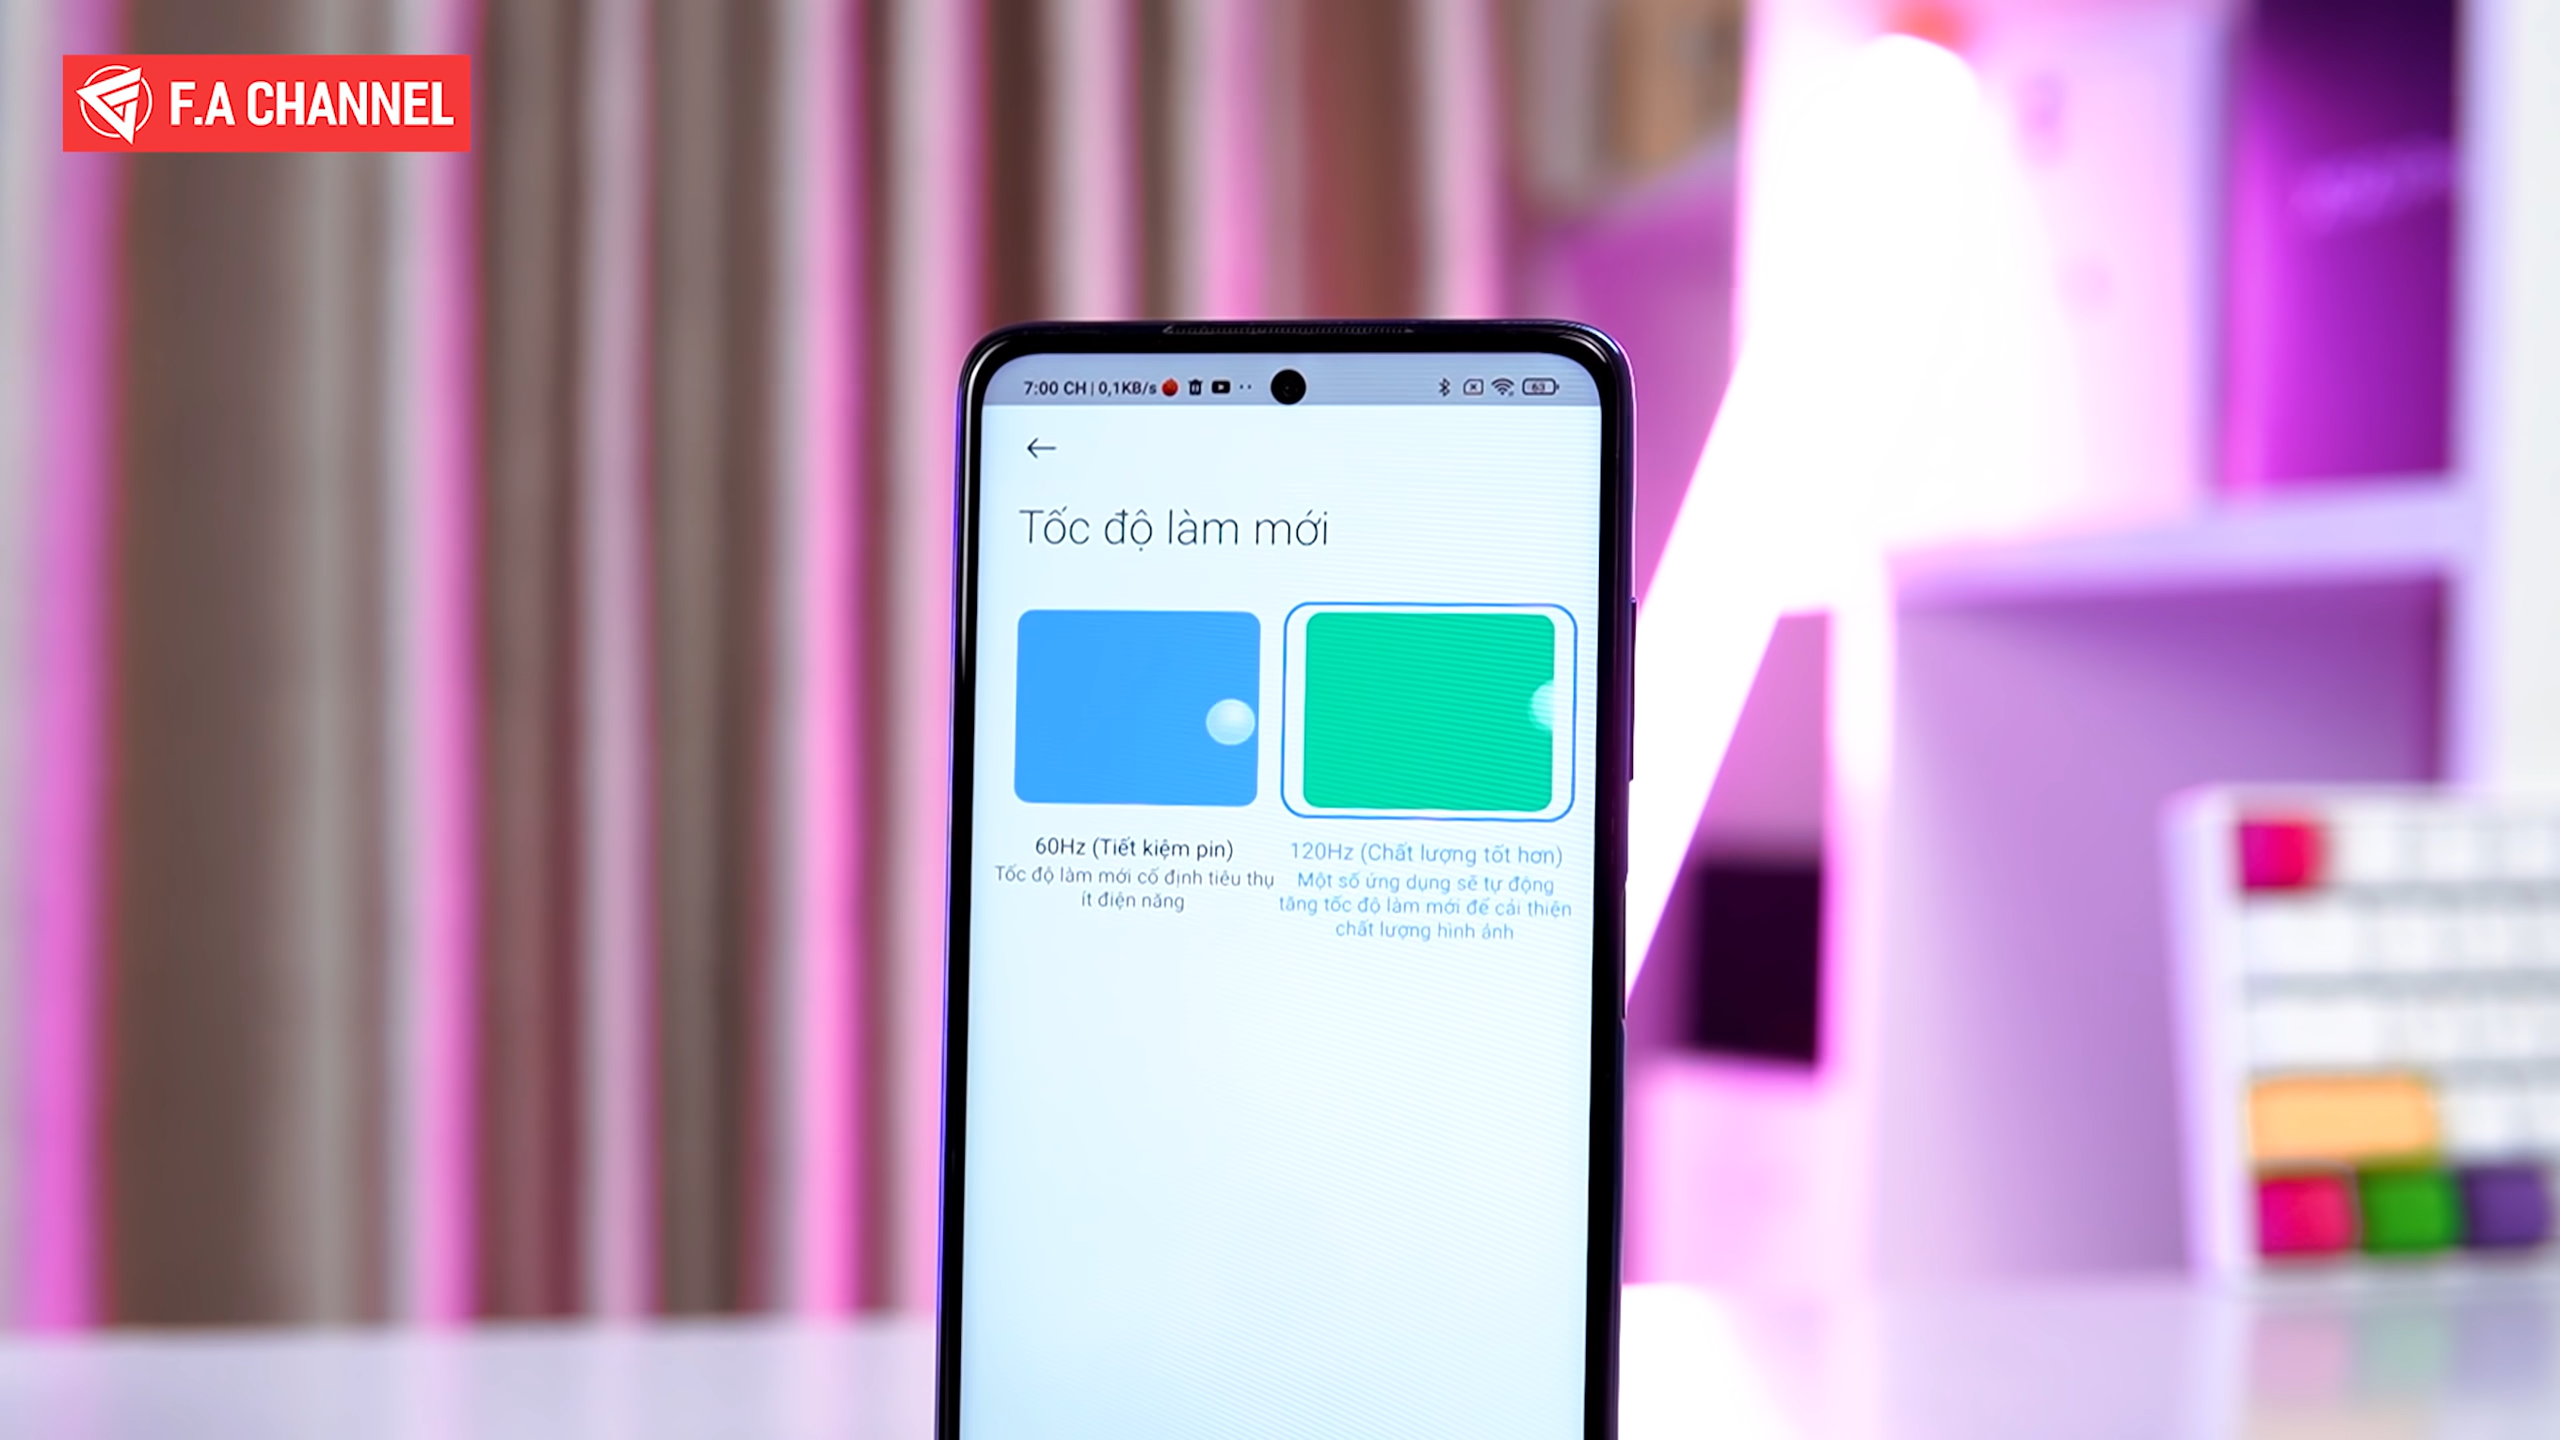 F.A CHANNEL
7:00 CH | 0,1KB/s
63
Tốc độ làm mới
60Hz (Tiết kiệm pin)
Tốc độ làm mới cố định tiêu thụ
ít điện năng
120Hz (Chất lượng tốt hơn)
Một số ứng dụng sẽ tự động
tăng tốc độ làm mới để cải thiện
chất lượng hình ảnh